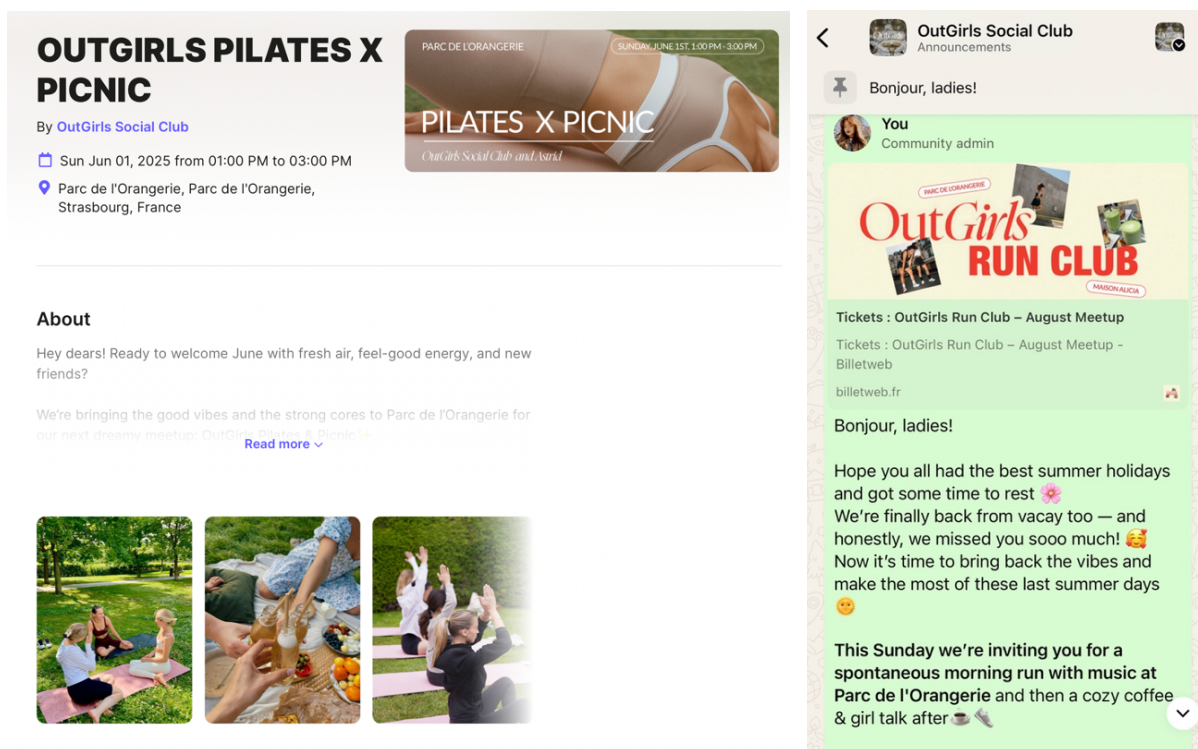 OUTGIRLS PILATES X
PICNIC
By OutGirls Social Club
Sun Jun 01, 2025 from 01:00 PM to 03:00 PM
Parc de l'Orangerie, Parc de l'Orangerie,
Strasbourg, France
PARC DE L'ORANGERIE
SUNDAY, JUNE 1ST, 1:00 PM - 3:00 PM
PILATES X PICNIC
OutGirls Social Club and Astrid
About
Hey dears! Ready to welcome June with fresh air, feel-good energy, and new
friends?
We're bringing the good vibes and the strong cores to Parc de l'Orangerie for
our next dreamy meetup: OutGirls Pilates & Picnic ✨
Read more
OutGirls Social Club
Announcements
Bonjour, ladies!
You
Community admin
PARC DE L'ORANGERIE
OutGirls
RUN CLUB
MAISON ALICIA
Tickets : OutGirls Run Club – August Meetup
Tickets : OutGirls Run Club – August Meetup -
Billetweb
billetweb.fr
Bonjour, ladies!
Hope you all had the best summer holidays
and got some time to rest 🌸
We're finally back from vacay too — and
honestly, we missed you sooo much! 🥰
Now it's time to bring back the vibes and
make the most of these last summer days
🌞
This Sunday we're inviting you for a
spontaneous morning run with music at
Parc de l'Orangerie and then a cozy coffee
& girl talk after☕👟